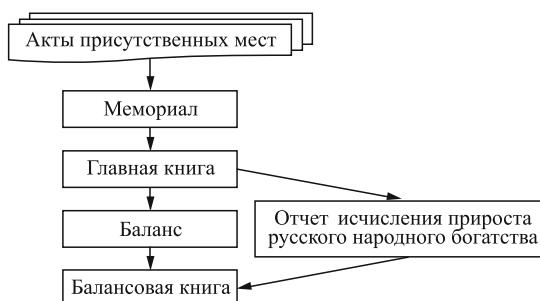 Акты присутственных мест
Мемориал
Главная книга
Баланс
Отчет исчисления прироста
русского народного богатства
Балансовая книга